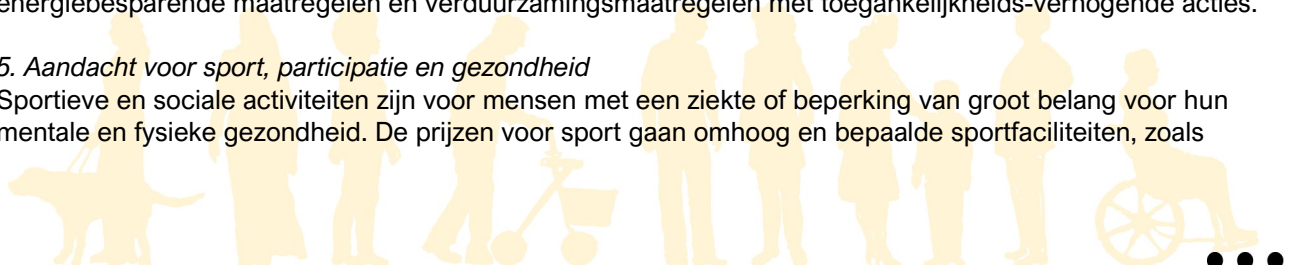 energiebesparende maatregelen en verduurzamingsmaatregelen met toegankelijkheids-verhogende acties.
5. Aandacht voor sport, participatie en gezondheid
Sportieve en sociale activiteiten zijn voor mensen met een ziekte of beperking van groot belang voor hun
mentale en fysieke gezondheid. De prijzen voor sport gaan omhoog en bepaalde sportfaciliteiten, zoals